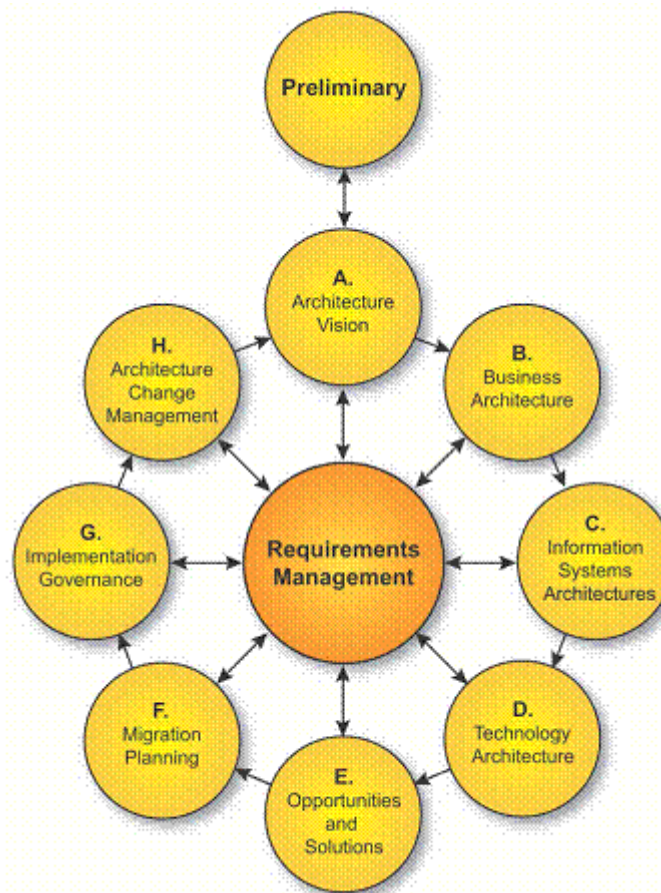 Preliminary
A.
Architecture
Vision
B.
Business
Architecture
C.
Information
Systems
Architectures
D.
Technology
Architecture
E.
Opportunities
and
Solutions
F.
Migration
Planning
G.
Implementation
Governance
H.
Architecture
Change
Management
Requirements
Management